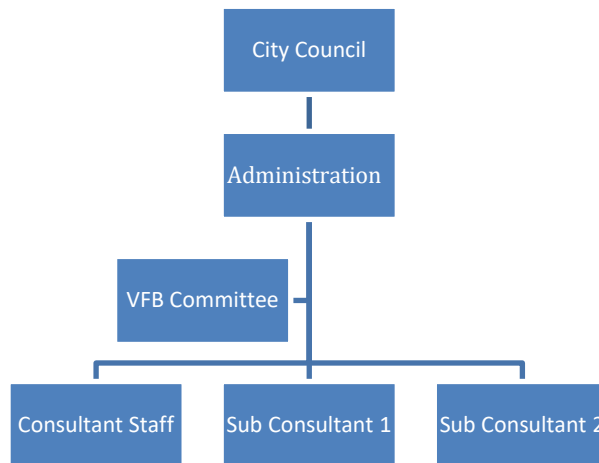 City Council
Administration
VFB Committee
Consultant Staff
Sub Consultant 1
Sub Consultant 2